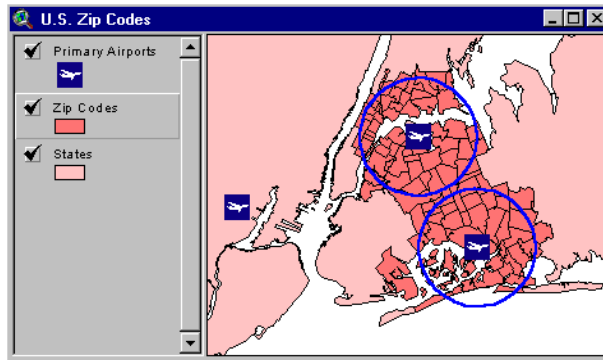 U.S. Zip Codes
Primary Airports
Zip Codes
States